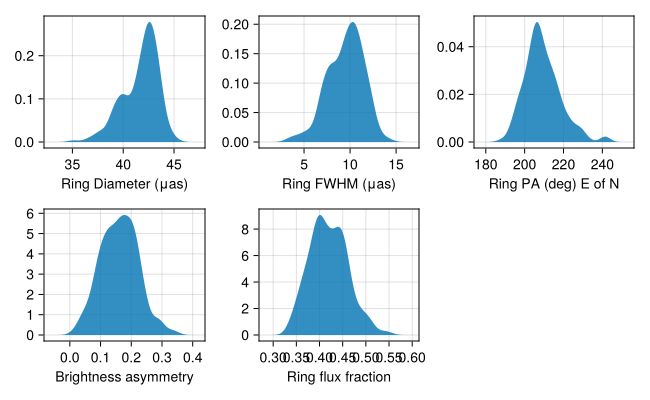 0.2
0.1
0.0
35 40 45
Ring Diameter (μas)
0.20
0.15
0.10
0.05
0.00
5 10 15
Ring FWHM (μas)
0.04
0.02
0.00
180 200 220 240
Ring PA (deg) E of N
6
5
4
3
2
1
0
0.0 0.1 0.2 0.3 0.4
Brightness asymmetry
8
6
4
2
0
0.30 0.35 0.40 0.45 0.50 0.55 0.60
Ring flux fraction